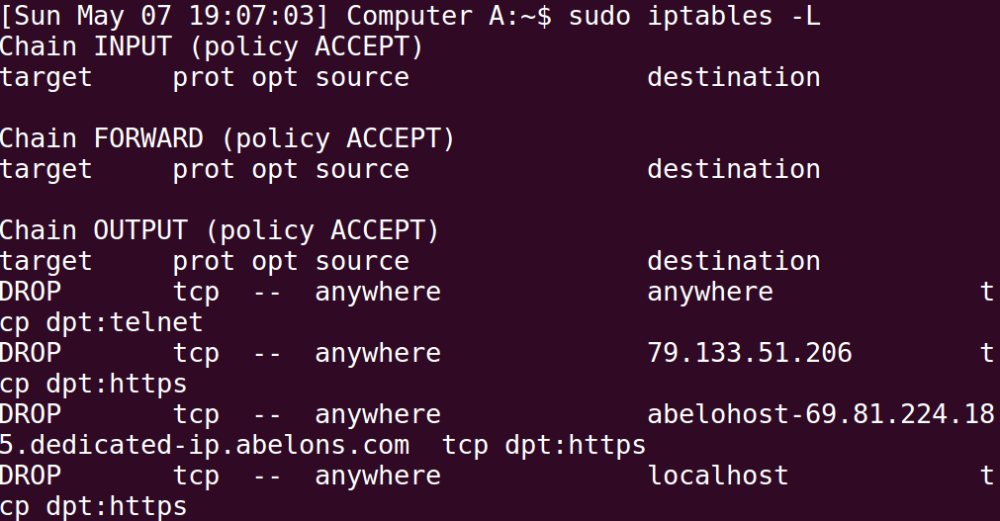 [Sun May 07 19:07:03] Computer A:~$ sudo iptables -L
Chain INPUT (policy ACCEPT)
target     prot opt source               destination

Chain FORWARD (policy ACCEPT)
target     prot opt source               destination

Chain OUTPUT (policy ACCEPT)
target     prot opt source               destination
DROP       tcp  --  anywhere             anywhere             t
cp dpt:telnet
DROP       tcp  --  anywhere             79.133.51.206        t
cp dpt:https
DROP       tcp  --  anywhere             abelohost-69.81.224.18
5.dedicated-ip.abelons.com  tcp dpt:https
DROP       tcp  --  anywhere             localhost            t
cp dpt:https